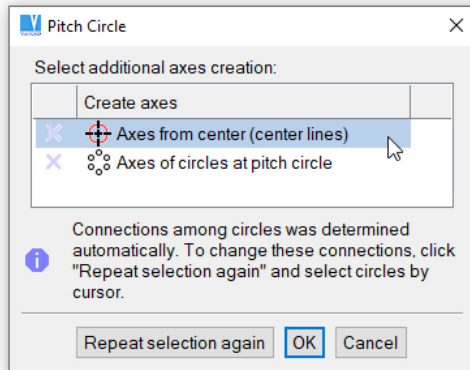 Pitch Circle
Select additional axes creation:
Create axes
Axes from center (center lines)
Axes of circles at pitch circle
Connections among circles was determined
automatically. To change these connections, click
"Repeat selection again" and select circles by
cursor.
Repeat selection again OK Cancel